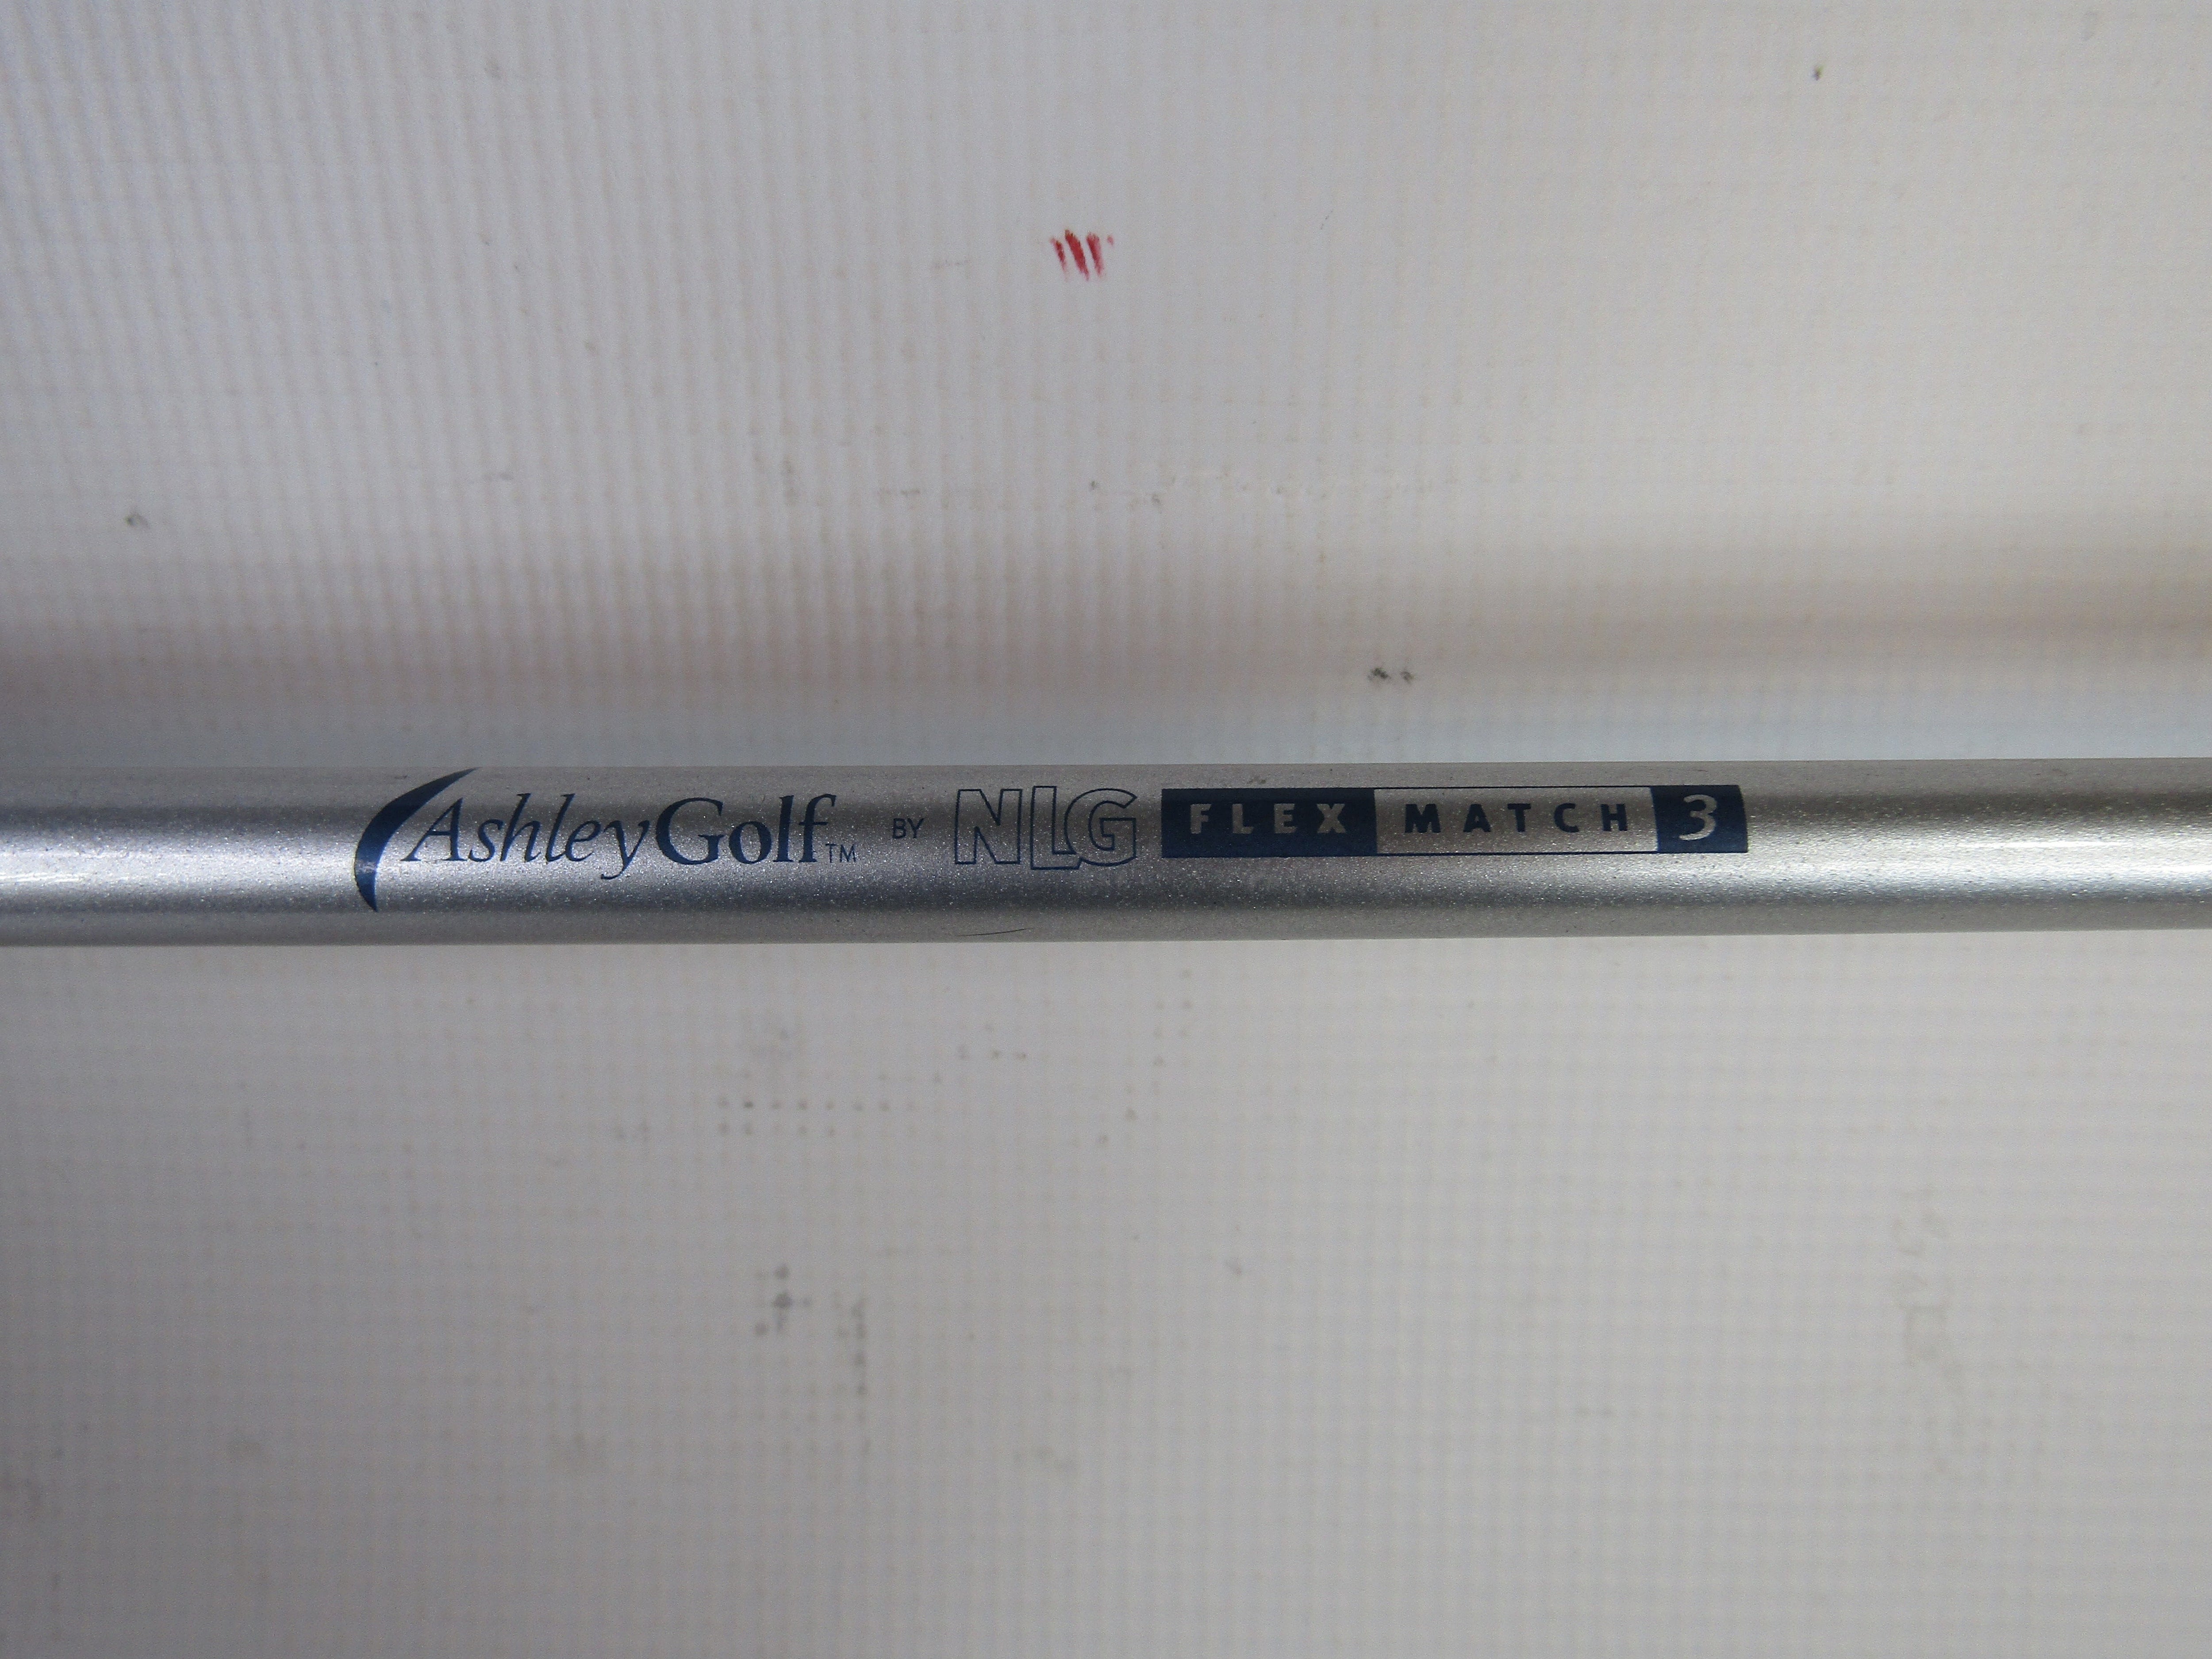 AshleyGolf™ BY NLG FLEX MATCH 3